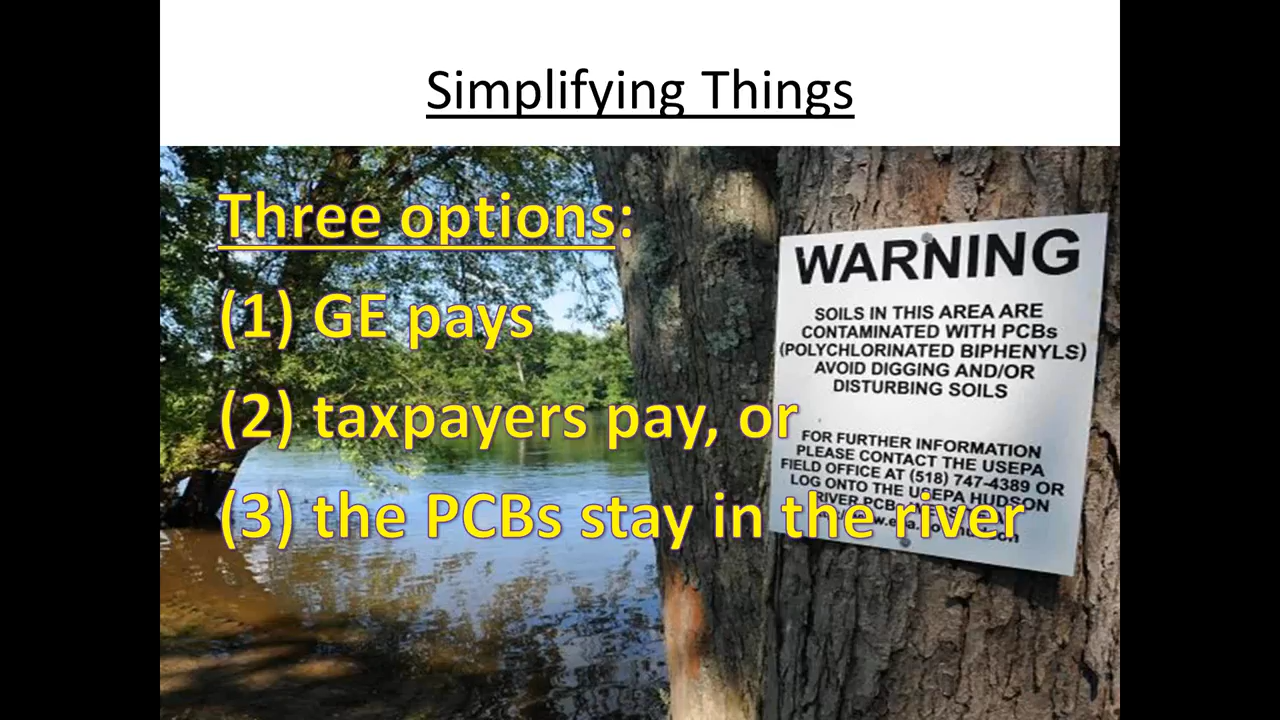 Simplifying Things
Three options:
(1) GE pays
(2) taxpayers pay, or
(3) the PCBs stay in the river
WARNING
SOILS IN THIS AREA ARE
CONTAMINATED WITH PCBs
(POLYCHLORINATED BIPHENYLS)
AVOID DIGGING AND/OR
DISTURBING SOILS
FOR FURTHER INFORMATION
PLEASE CONTACT THE USEPA
FIELD OFFICE AT (518) 747-4389 OR
LOG ONTO THE USEPA HUDSON
RIVER PCBs